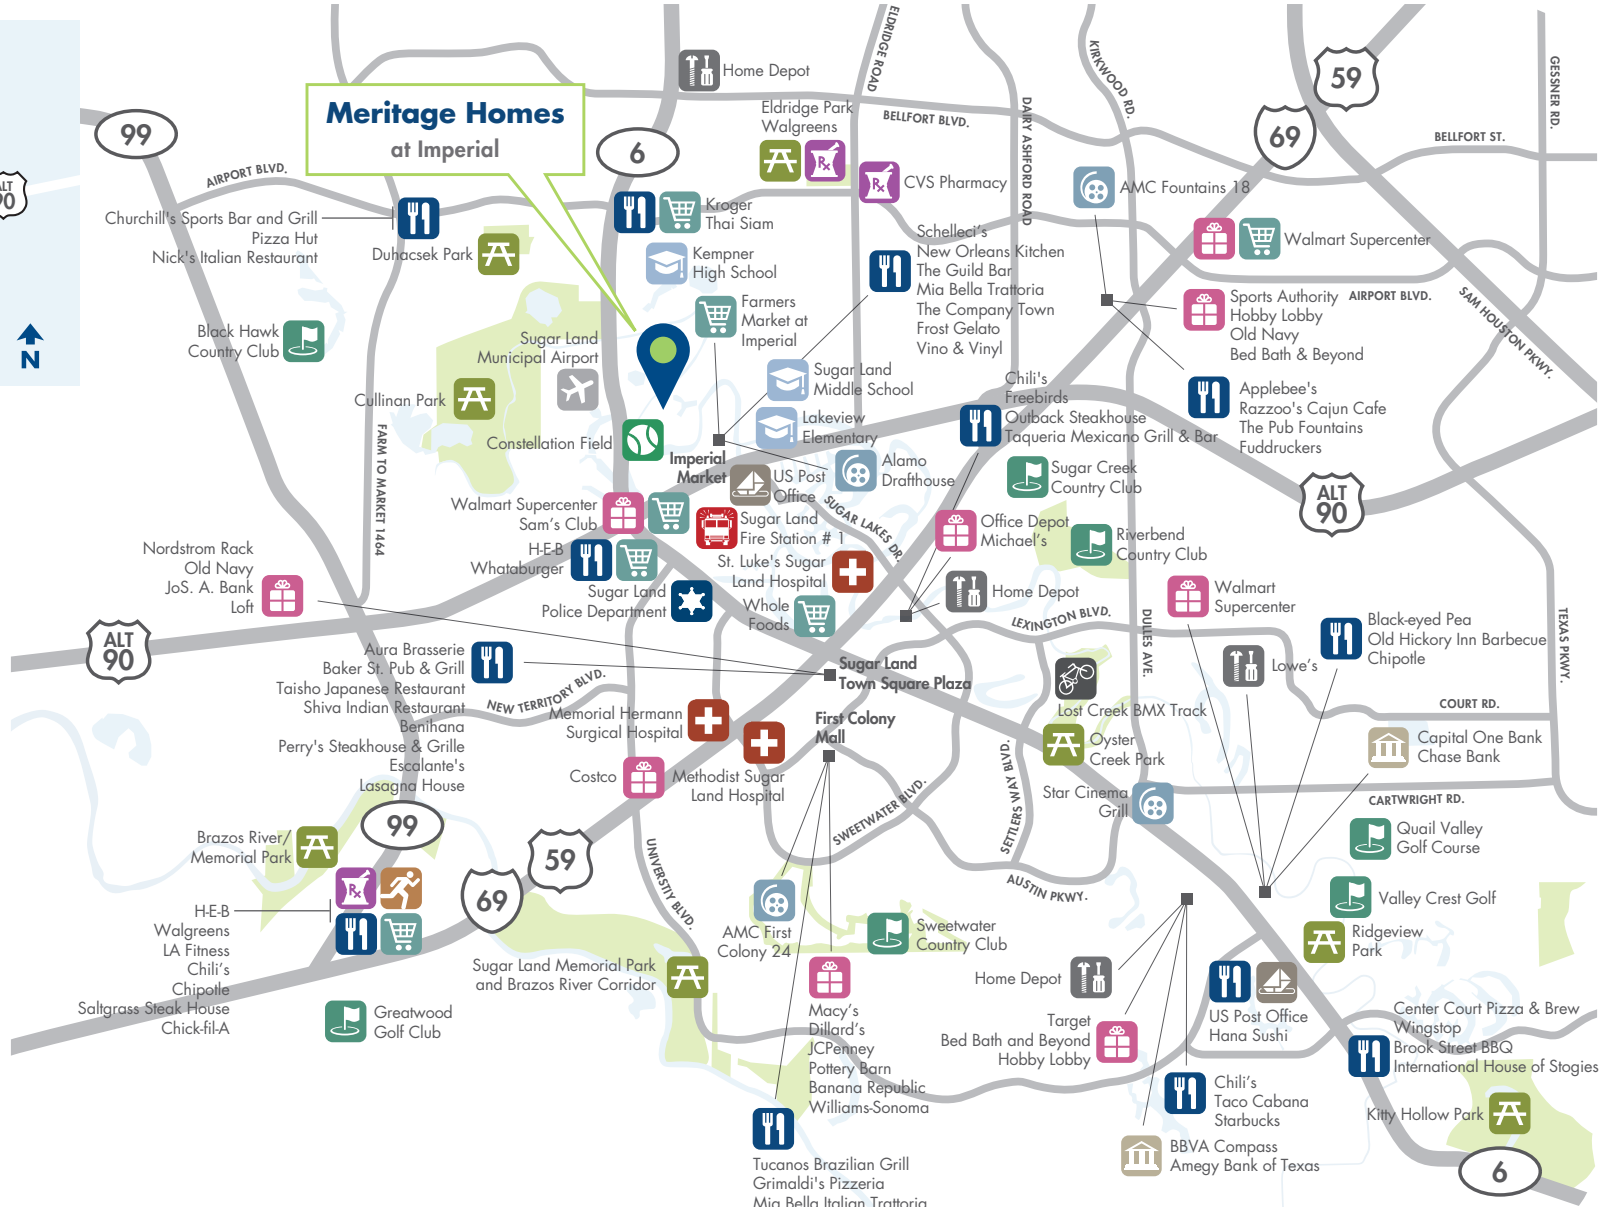 Meritage Homes
at Imperial
99
6
59
69
ALT
90
N
Home Depot
ELDRIDGE ROAD
KIRKWOOD RD.
GESSNER RD.
BELLFORT BLVD.
BELLFORT ST.
DAIRY ASHFORD ROAD
Eldridge Park
Walgreens
CVS Pharmacy
AMC Fountains 18
AIRPORT BLVD.
Churchill's Sports Bar and Grill
Pizza Hut
Nick's Italian Restaurant
Duhacsek Park
Kroger
Thai Siam
Kempner
High School
Schelleci's
New Orleans Kitchen
The Guild Bar
Mia Bella Trattoria
The Company Town
Frost Gelato
Vino & Vinyl
Walmart Supercenter
Sports Authority
Hobby Lobby
Old Navy
Bed Bath & Beyond
AIRPORT BLVD.
SAM HOUSTON PKWY.
Black Hawk
Country Club
Sugar Land
Municipal Airport
Farmers
Market at
Imperial
Cullinan Park
Sugar Land
Middle School
Lakeview
Elementary
Chili's
Freebirds
Outback Steakhouse
Taqueria Mexicano Grill & Bar
Applebee's
Razzoo's Cajun Cafe
The Pub Fountains
Fuddruckers
FARM TO MARKET 1464
Constellation Field
Imperial
Market
US Post
Office
Alamo
Drafthouse
Sugar Creek
Country Club
ALT
90
Walmart Supercenter
Sam's Club
Sugar Land
Fire Station # 1
SUGAR LAKES DR.
Office Depot
Michael's
Riverbend
Country Club
H-E-B
Whataburger
St. Luke's Sugar
Land Hospital
Nordstrom Rack
Old Navy
JoS. A. Bank
Loft
Sugar Land
Police Department
Whole
Foods
Home Depot
LEXINGTON BLVD.
DULLES AVE.
Walmart
Supercenter
TEXAS PKWY.
Black-eyed Pea
Old Hickory Inn Barbecue
Chipotle
Lowe's
ALT
90
Aura Brasserie
Baker St. Pub & Grill
Taisho Japanese Restaurant
Shiva Indian Restaurant
Benihana
Perry's Steakhouse & Grille
Escalante's
Lasagna House
NEW TERRITORY BLVD.
Sugar Land
Town Square Plaza
Lost Creek BMX Track
COURT RD.
Memorial Hermann
Surgical Hospital
First Colony
Mall
Oyster
Creek Park
Capital One Bank
Chase Bank
Costco
Methodist Sugar
Land Hospital
SETTLERS WAY BLVD.
SWEETWATER BLVD.
Star Cinema
Grill
CARTWRIGHT RD.
Quail Valley
Golf Course
99
Brazos River/
Memorial Park
59
69
UNIVERSTIY BLVD.
AUSTIN PKWY.
Valley Crest Golf
H-E-B
Walgreens
LA Fitness
Chili's
Chipotle
Saltgrass Steak House
Chick-fil-A
AMC First
Colony 24
Sweetwater
Country Club
Ridgeview
Park
Sugar Land Memorial Park
and Brazos River Corridor
Home Depot
Greatwood
Golf Club
Macy's
Dillard's
JCPenney
Pottery Barn
Banana Republic
Williams-Sonoma
Target
Bed Bath and Beyond
Hobby Lobby
US Post Office
Hana Sushi
Center Court Pizza & Brew
Wingstop
Brook Street BBQ
International House of Stogies
Chili's
Taco Cabana
Starbucks
Kitty Hollow Park
BBVA Compass
Amegy Bank of Texas
6
Tucanos Brazilian Grill
Grimaldi's Pizzeria
Mia Bella Italian Trattoria